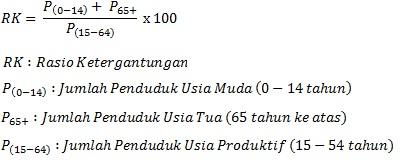 RK = P(0−14) + P65+ / P(15−64) x 100
RK : Rasio Ketergantungan
P(0−14) : Jumlah Penduduk Usia Muda (0 − 14 tahun)
P65+ : Jumlah Penduduk Usia Tua (65 tahun ke atas)
P(15−64) : Jumlah Penduduk Usia Produktif (15 − 54 tahun)